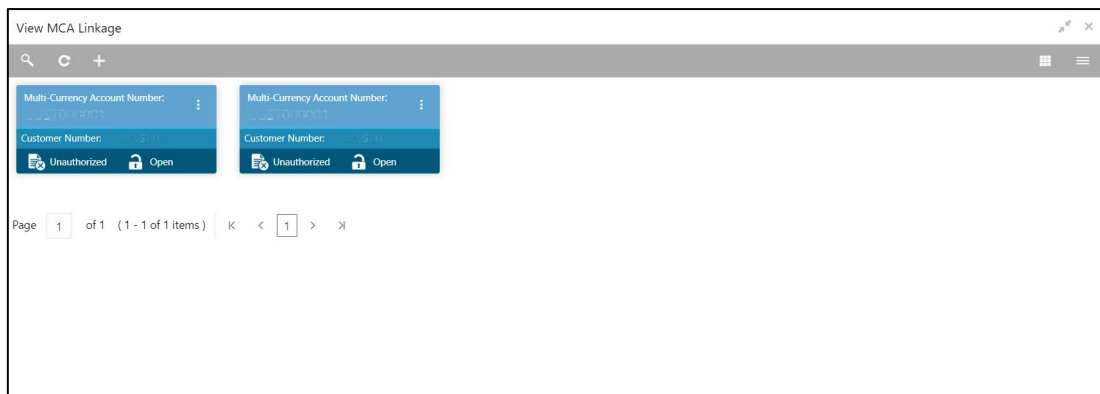 View MCA Linkage
Multi-Currency Account Number:
Customer Number:
Unauthorized Open
Multi-Currency Account Number:
Customer Number:
Unauthorized Open
Page 1 of 1 ( 1 - 1 of 1 items ) 1